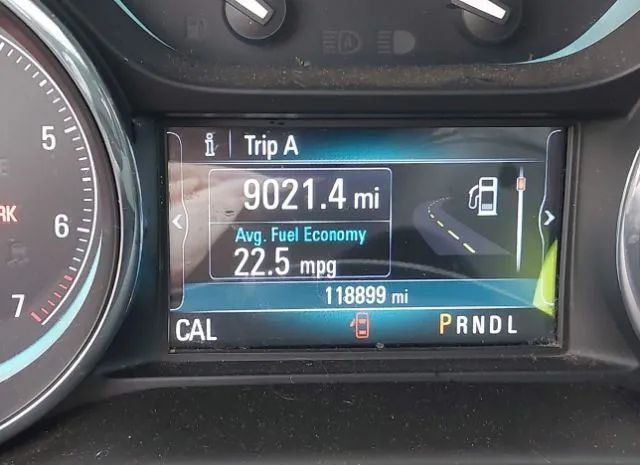 Trip A
9021.4 mi
Avg. Fuel Economy
22.5 mpg
118899 mi
CAL
PRNDL
5
6
7